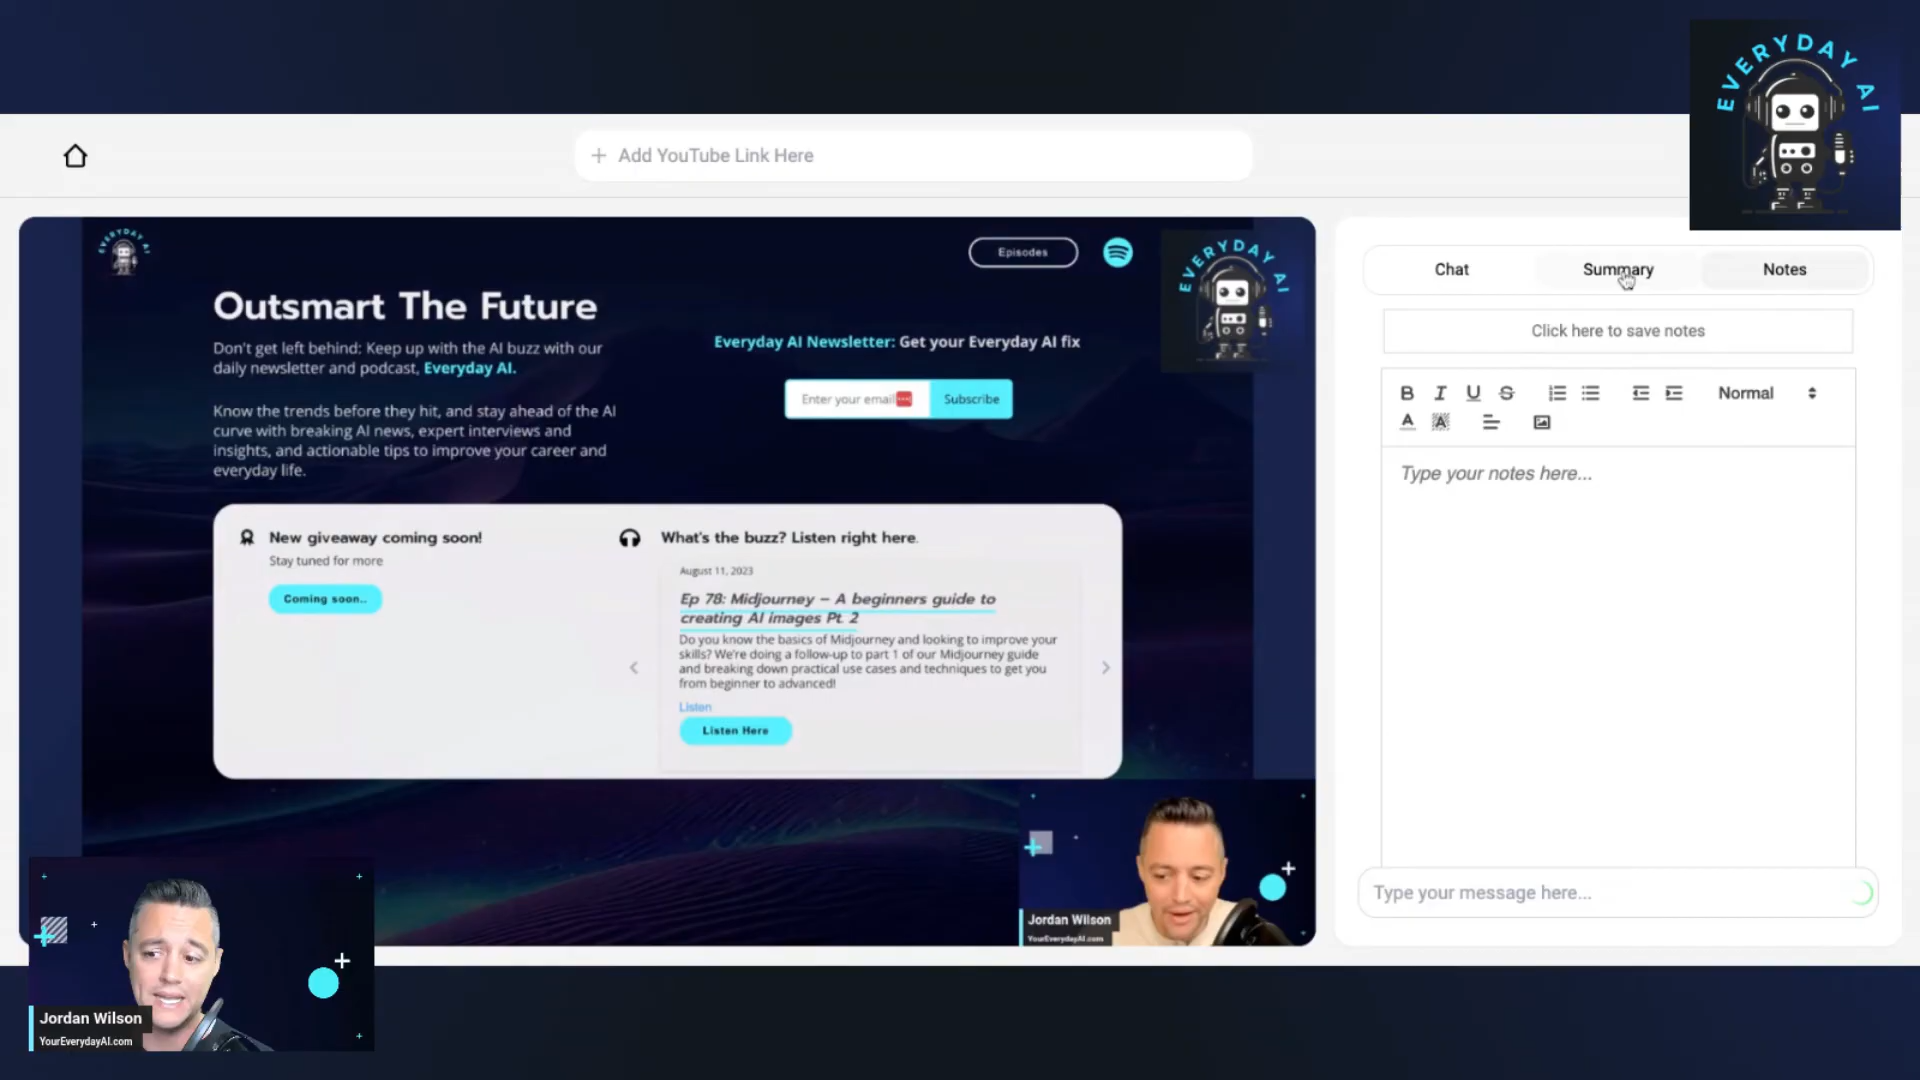 EVERYDAY AI
+ Add YouTube Link Here
EVERYDAY AI
Episodes
EVERYDAY AI
Outsmart The Future
Don't get left behind: Keep up with the AI buzz with our
daily newsletter and podcast, Everyday AI.
Know the trends before they hit, and stay ahead of the AI
curve with breaking AI news, expert interviews and
insights, and actionable tips to improve your career and
everyday life.
Everyday AI Newsletter: Get your Everyday AI fix
Enter your email
Subscribe
New giveaway coming soon!
Stay tuned for more
Coming soon..
What's the buzz? Listen right here.
August 11, 2023
Ep 78: Midjourney – A beginners guide to
creating AI images Pt. 2
Do you know the basics of Midjourney and looking to improve your
skills? We're doing a follow-up to part 1 of our Midjourney guide
and breaking down practical use cases and techniques to get you
from beginner to advanced!
Listen
Listen Here
Jordan Wilson
YourEverydayAI.com
Jordan Wilson
YourEverydayAI.com
Chat
Summary
Notes
Click here to save notes
B I U S
Normal
A A
Type your notes here...
Type your message here...